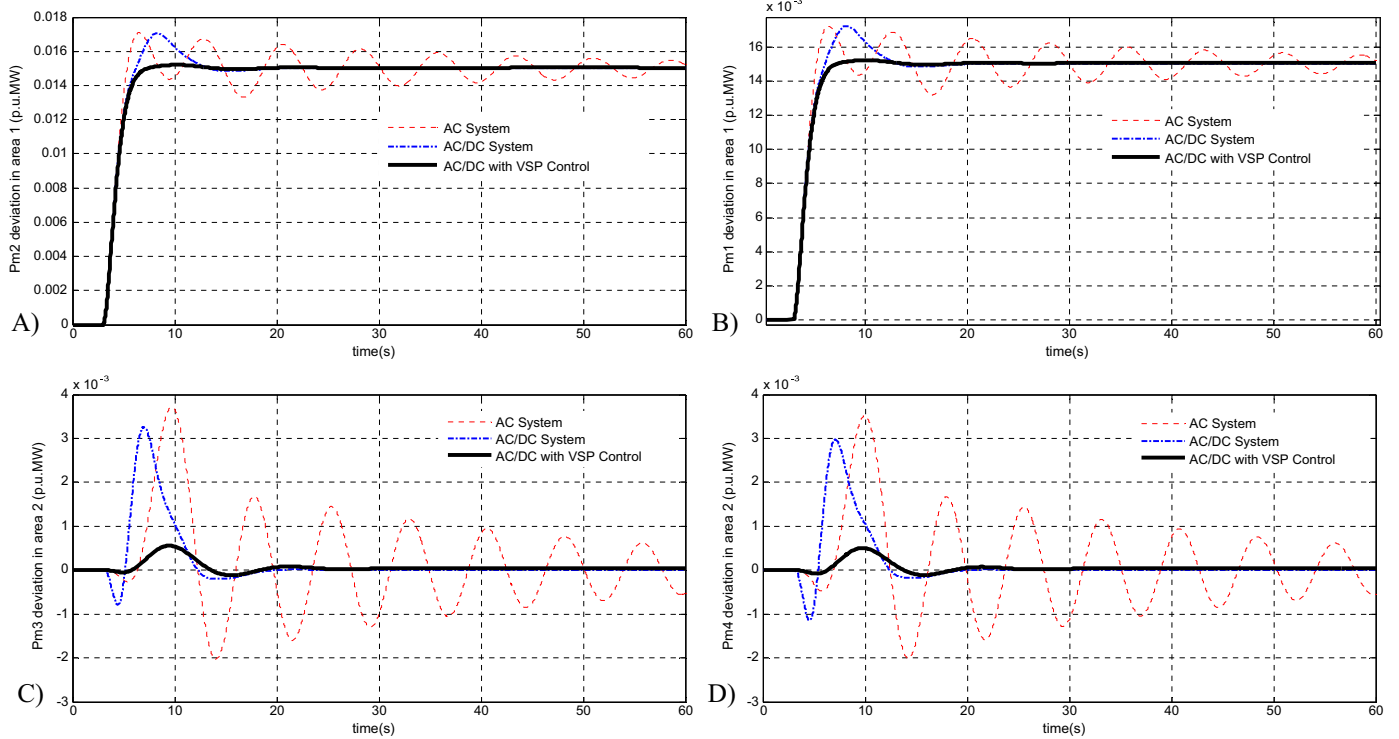 A)
Pm2 deviation in area 1 (p.u.MW)
0.018
0.016
0.014
0.012
0.01
0.008
0.006
0.004
0.002
0
0 10 20 30 40 50 60
time(s)
AC System
AC/DC System
AC/DC with VSP Control
B)
Pm1 deviation in area 1 (p.u.MW)
x 10⁻³
16
14
12
10
8
6
4
2
0
0 10 20 30 40 50 60
time(s)
AC System
AC/DC System
AC/DC with VSP Control
C)
Pm3 deviation in area 2 (p.u.MW)
x 10⁻³
4
3
2
1
0
-1
-2
-3
0 10 20 30 40 50 60
time(s)
AC System
AC/DC System
AC/DC with VSP Control
D)
Pm4 deviation in area 2 (p.u.MW)
x 10⁻³
4
3
2
1
0
-1
-2
-3
0 10 20 30 40 50 60
time(s)
AC System
AC/DC System
AC/DC with VSP Control